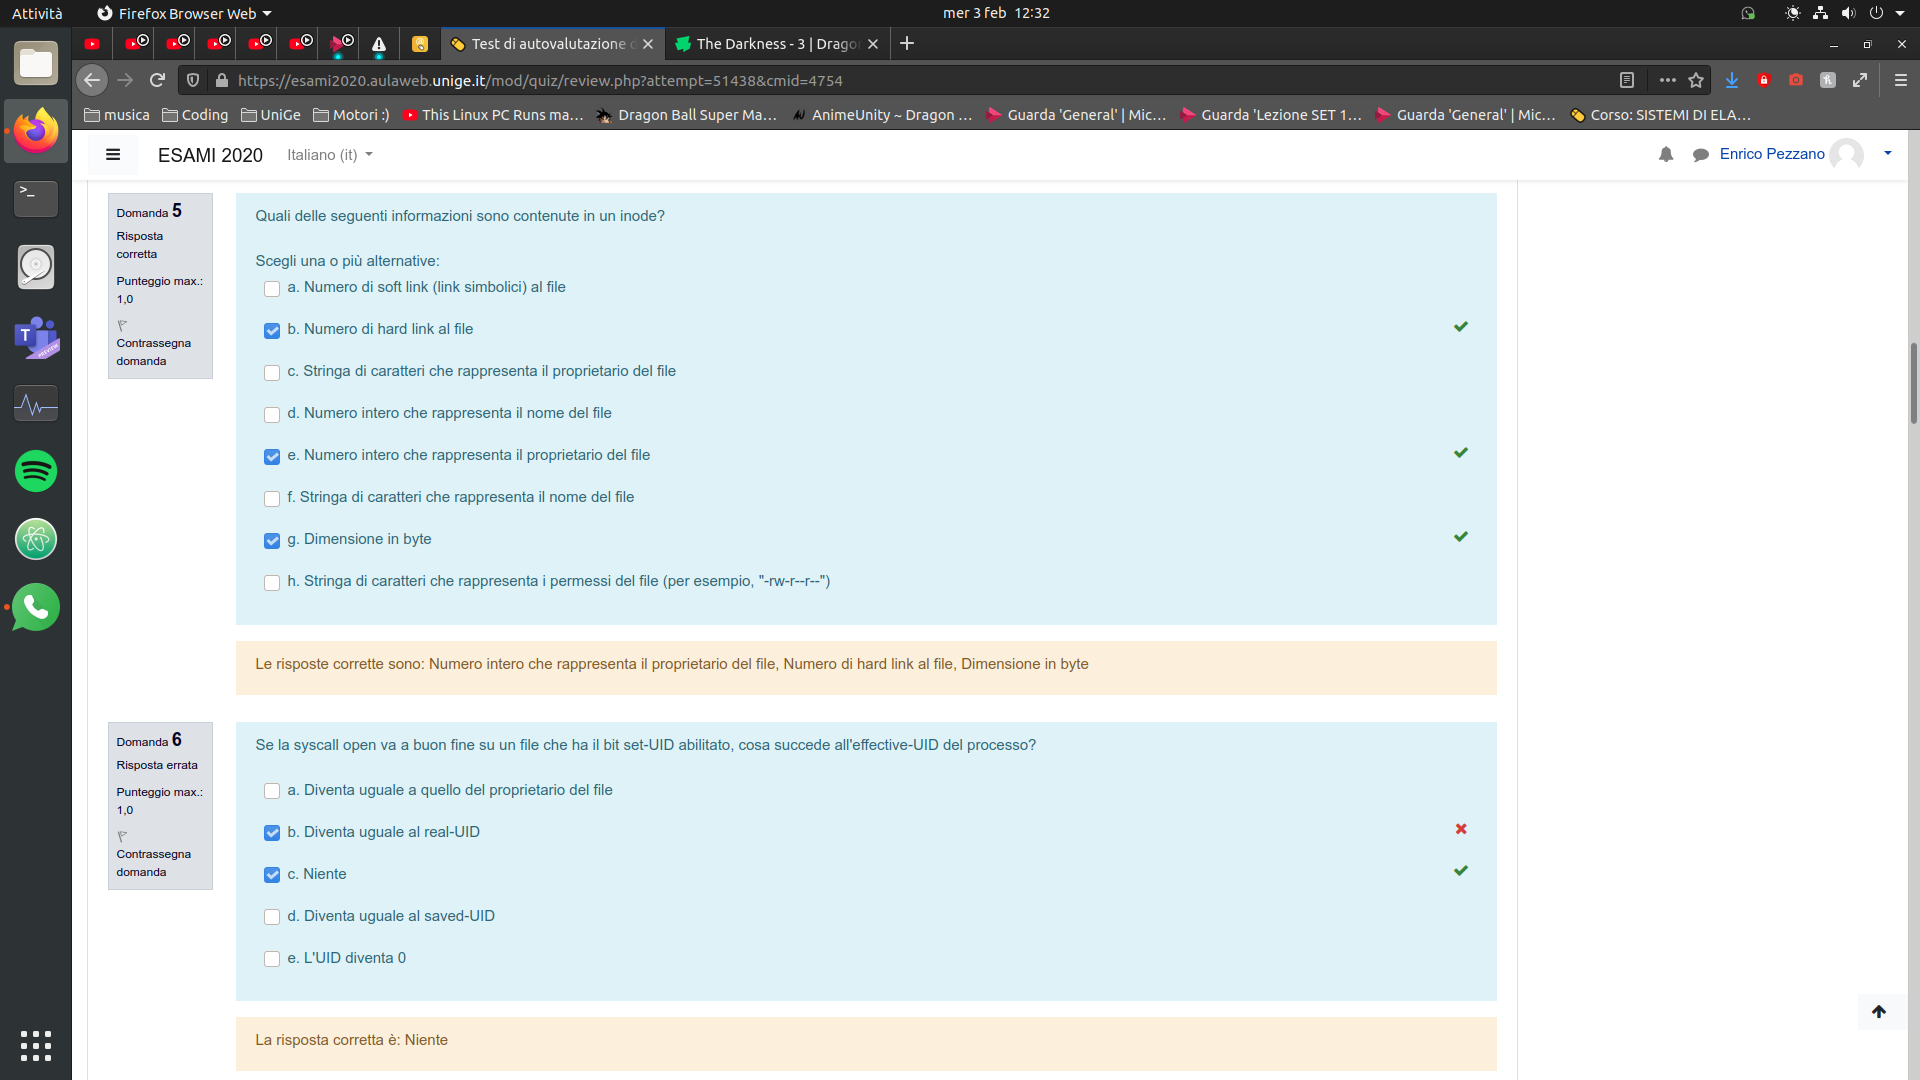 Attività
Firefox Browser Web
mer 3 feb 12:32
Test di autovalutazione d
The Darkness - 3 | Drago
https://esami2020.aulaweb.unige.it/mod/quiz/review.php?attempt=51438&cmid=4754
musica
Coding
UniGe
Motori :)
This Linux PC Runs ma…
Dragon Ball Super Ma…
AnimeUnity ~ Dragon …
Guarda 'General' | Mic…
Guarda 'Lezione SET 1…
Guarda 'General' | Mic…
Corso: SISTEMI DI ELA…
ESAMI 2020
Italiano (it)
Enrico Pezzano
Domanda 5
Risposta
corretta
Punteggio max.:
1,0
Contrassegna
domanda
Quali delle seguenti informazioni sono contenute in un inode?
Scegli una o più alternative:
a. Numero di soft link (link simbolici) al file
b. Numero di hard link al file
c. Stringa di caratteri che rappresenta il proprietario del file
d. Numero intero che rappresenta il nome del file
e. Numero intero che rappresenta il proprietario del file
f. Stringa di caratteri che rappresenta il nome del file
g. Dimensione in byte
h. Stringa di caratteri che rappresenta i permessi del file (per esempio, "-rw-r--r--")
Le risposte corrette sono: Numero intero che rappresenta il proprietario del file, Numero di hard link al file, Dimensione in byte
Domanda 6
Risposta errata
Punteggio max.:
1,0
Contrassegna
domanda
Se la syscall open va a buon fine su un file che ha il bit set-UID abilitato, cosa succede all'effective-UID del processo?
a. Diventa uguale a quello del proprietario del file
b. Diventa uguale al real-UID
c. Niente
d. Diventa uguale al saved-UID
e. L'UID diventa 0
La risposta corretta è: Niente